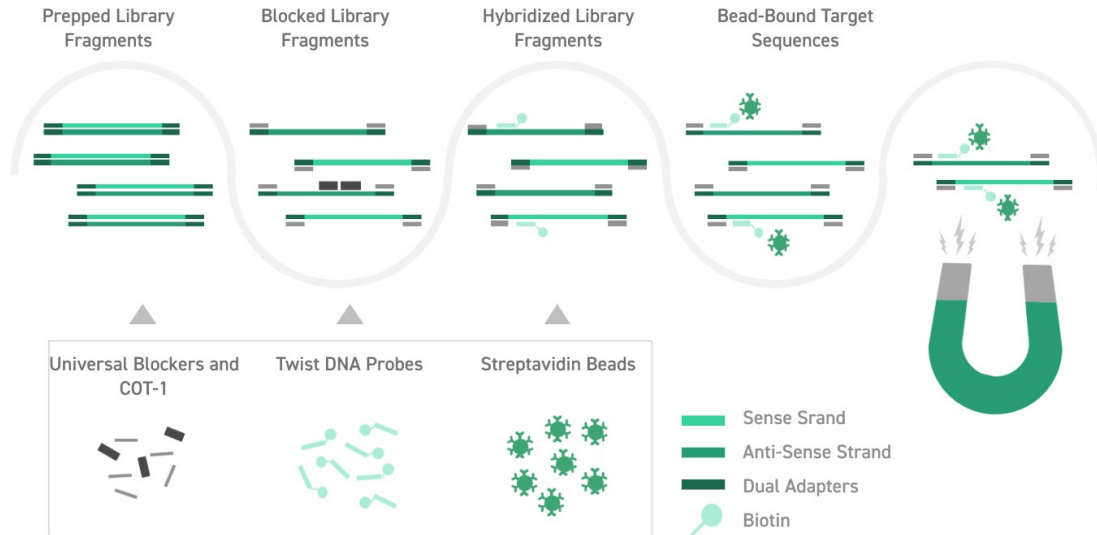 Prepped Library
Fragments
Blocked Library
Fragments
Hybridized Library
Fragments
Bead-Bound Target
Sequences
Universal Blockers and
COT-1
Twist DNA Probes
Streptavidin Beads
Sense Srand
Anti-Sense Strand
Dual Adapters
Biotin